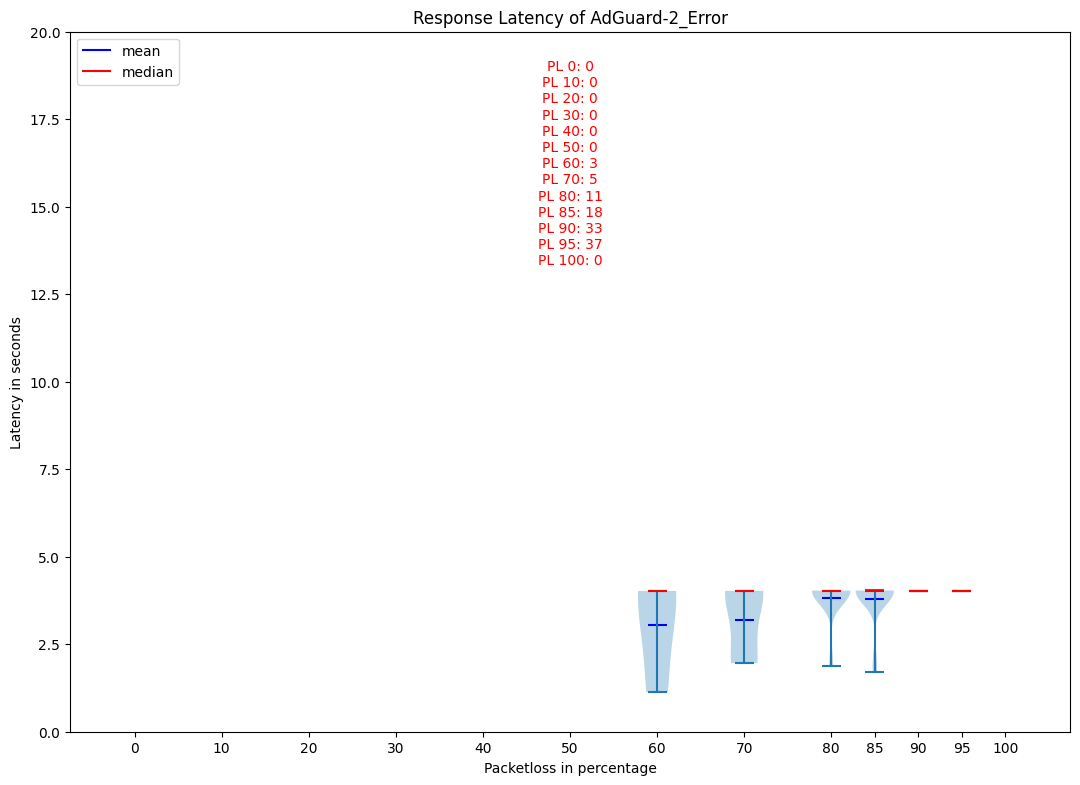 Response Latency of AdGuard-2_Error
mean
median
PL 0: 0
PL 10: 0
PL 20: 0
PL 30: 0
PL 40: 0
PL 50: 0
PL 60: 3
PL 70: 5
PL 80: 11
PL 85: 18
PL 90: 33
PL 95: 37
PL 100: 0
Latency in seconds
20.0
17.5
15.0
12.5
10.0
7.5
5.0
2.5
0.0
0 10 20 30 40 50 60 70 80 85 90 95 100
Packetloss in percentage